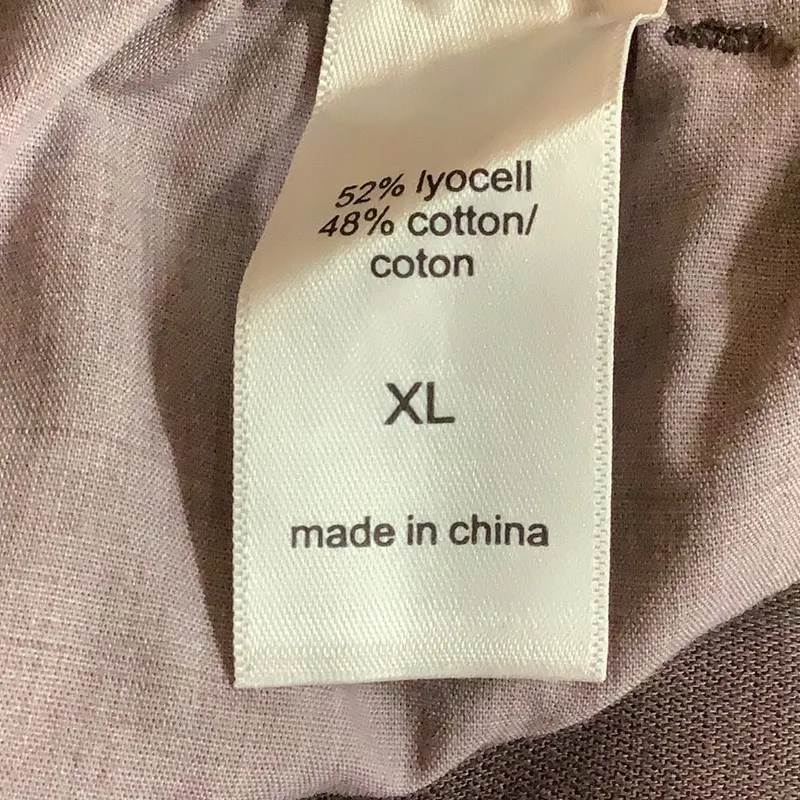 52% lyocell
48% cotton/
coton
XL
made in china